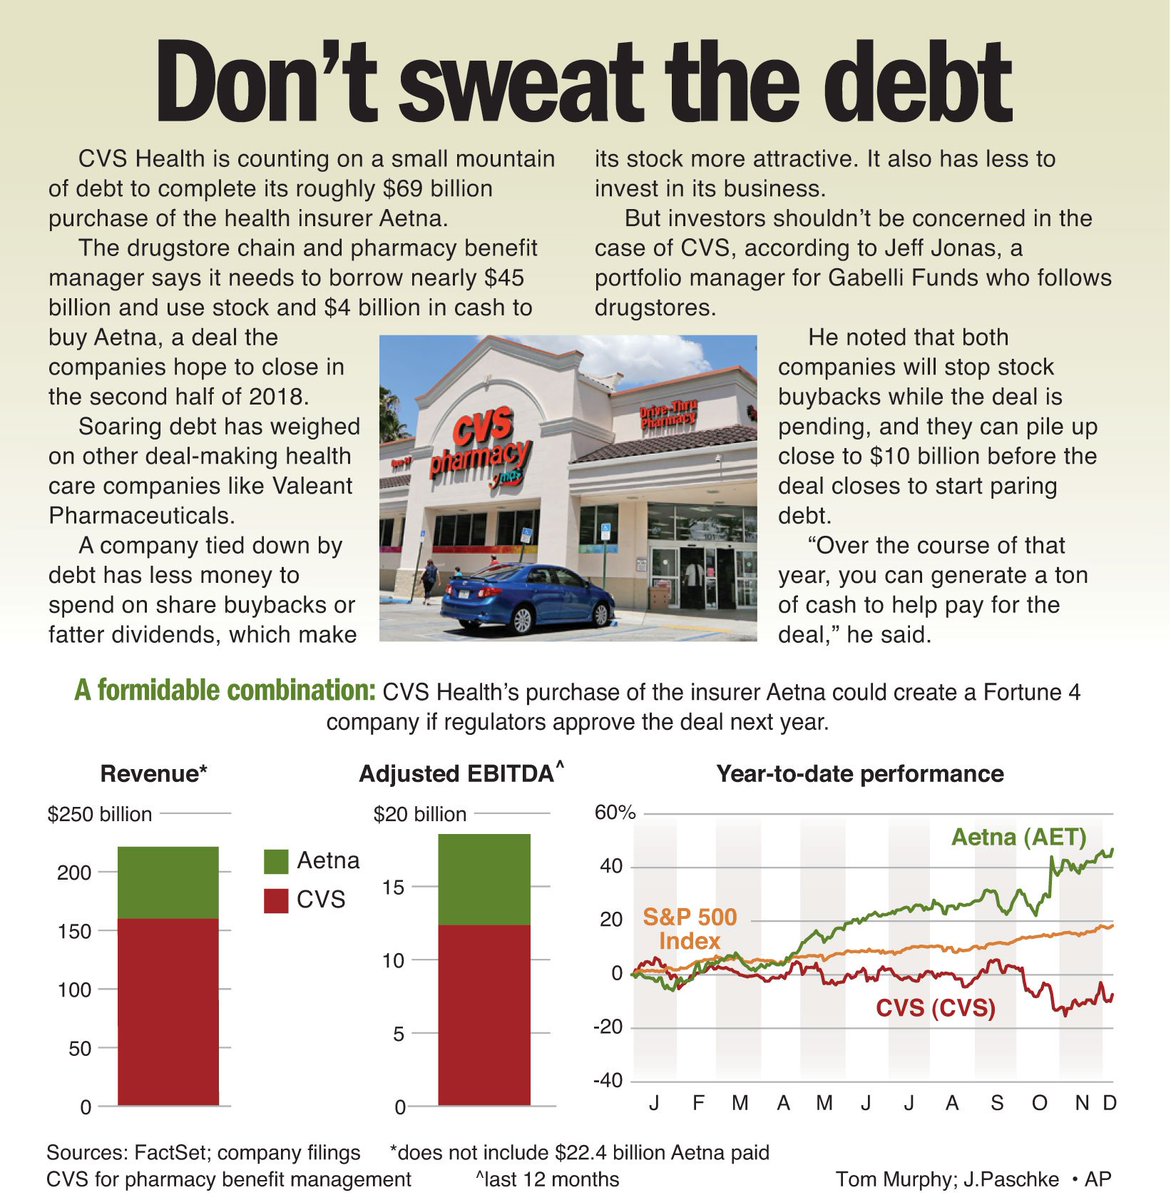 Don't sweat the debt
CVS Health is counting on a small mountain
of debt to complete its roughly $69 billion
purchase of the health insurer Aetna.
The drugstore chain and pharmacy benefit
manager says it needs to borrow nearly $45
billion and use stock and $4 billion in cash to
buy Aetna, a deal the
companies hope to close in
the second half of 2018.
Soaring debt has weighed
on other deal-making health
care companies like Valeant
Pharmaceuticals.
A company tied down by
debt has less money to
spend on share buybacks or
fatter dividends, which make
its stock more attractive. It also has less to
invest in its business.
But investors shouldn't be concerned in the
case of CVS, according to Jeff Jonas, a
portfolio manager for Gabelli Funds who follows
drugstores.
He noted that both
companies will stop stock
buybacks while the deal is
pending, and they can pile up
close to $10 billion before the
deal closes to start paring
debt.
“Over the course of that
year, you can generate a ton
of cash to help pay for the
deal,” he said.
CVS
pharmacy
y más
Drive-Thru
Pharmacy
A formidable combination: CVS Health's purchase of the insurer Aetna could create a Fortune 4
company if regulators approve the deal next year.
Revenue*
$250 billion
200
150
100
50
0
Aetna
CVS
Adjusted EBITDA^
$20 billion
15
10
5
0
Year-to-date performance
60%
40
20
0
-20
-40
Aetna (AET)
S&P 500
Index
CVS (CVS)
J F M A M J J A S O N D
Sources: FactSet; company filings *does not include $22.4 billion Aetna paid
CVS for pharmacy benefit management ^last 12 months
Tom Murphy; J.Paschke • AP